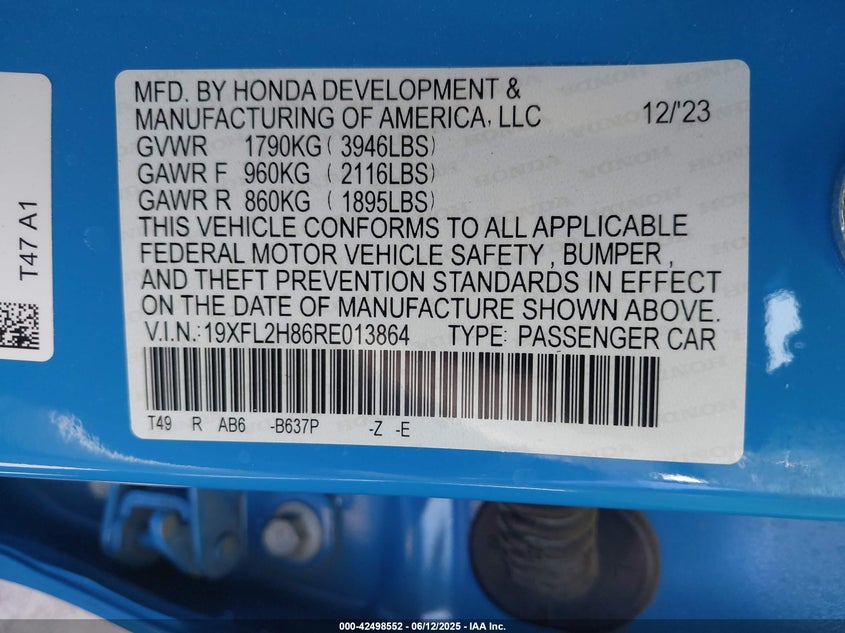 MFD. BY HONDA DEVELOPMENT &
MANUFACTURING OF AMERICA, LLC 12/'23
GVWR 1790KG ( 3946LBS)
GAWR F 960KG ( 2116LBS)
GAWR R 860KG ( 1895LBS)
THIS VEHICLE CONFORMS TO ALL APPLICABLE
FEDERAL MOTOR VEHICLE SAFETY , BUMPER ,
AND THEFT PREVENTION STANDARDS IN EFFECT
ON THE DATE OF MANUFACTURE SHOWN ABOVE.
V.I.N.:19XFL2H86RE013864 TYPE: PASSENGER CAR
T49 R AB6 -B637P -Z -E
T47 A1
000-42498552 - 06/12/2025 - IAA Inc.